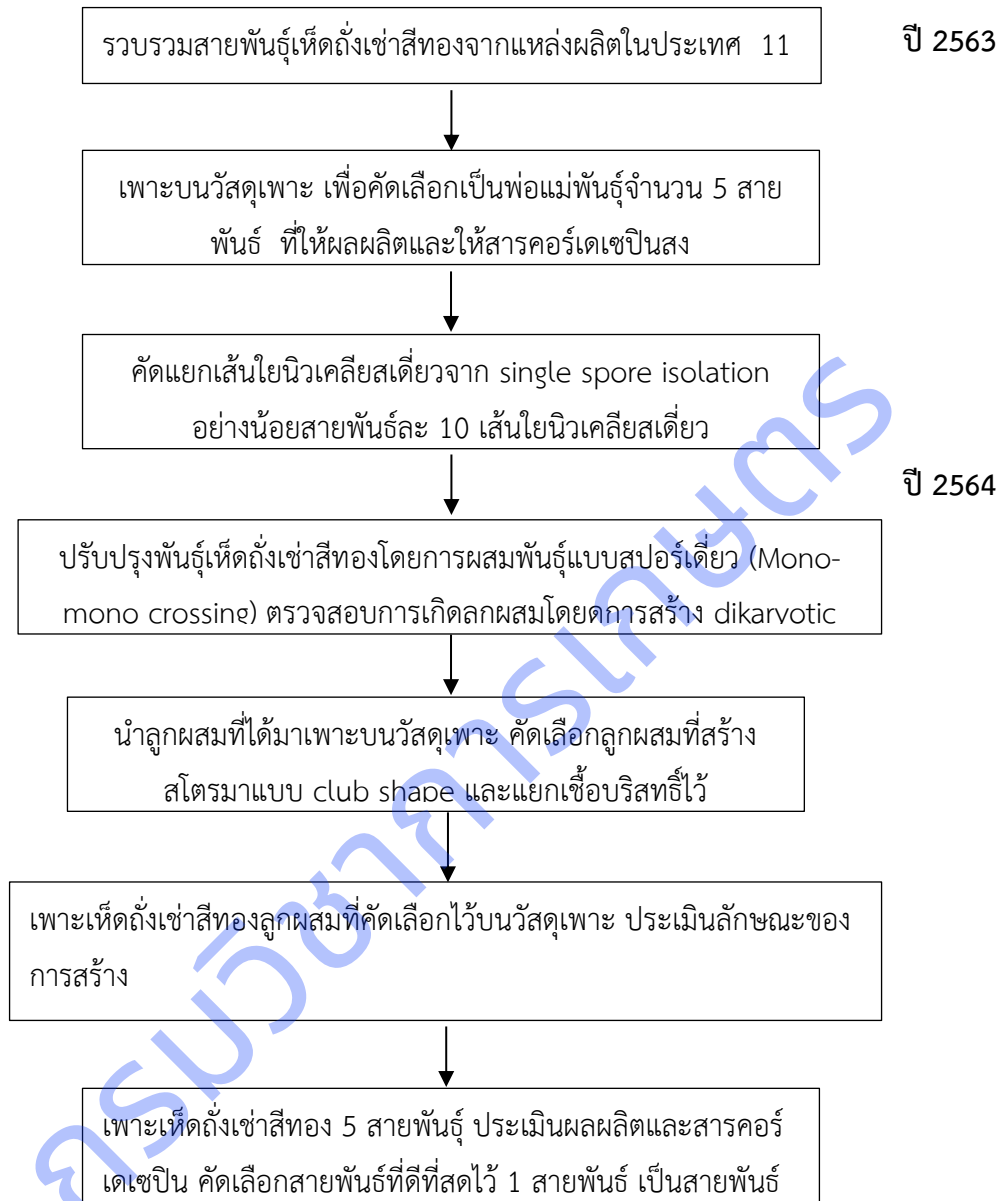 รวบรวมสายพันธุ์เห็ดถั่งเช่าสีทองจากแหล่งผลิตในประเทศ 11
ปี 2563
เพาะบนวัสดุเพาะ เพื่อคัดเลือกเป็นพ่อแม่พันธุ์จำนวน 5 สาย
พันธุ์ ที่ให้ผลผลิตและให้สารคอร์เดเซปินสูง
คัดแยกเส้นใยนิวเคลียสเดี่ยวจาก single spore isolation
อย่างน้อยสายพันธุ์ละ 10 เส้นใยนิวเคลียสเดี่ยว
ปี 2564
ปรับปรุงพันธุ์เห็ดถั่งเช่าสีทองโดยการผสมพันธุ์แบบสปอร์เดี่ยว (Mono-
mono crossing) ตรวจสอบการเกิดลูกผสมโดยดูการสร้าง dikaryotic
นำลูกผสมที่ได้มาเพาะบนวัสดุเพาะ คัดเลือกลูกผสมที่สร้าง
สโตรมาแบบ club shape และแยกเชื้อบริสุทธิ์ไว้
เพาะเห็ดถั่งเช่าสีทองลูกผสมที่คัดเลือกไว้บนวัสดุเพาะ ประเมินลักษณะของ
การสร้าง
เพาะเห็ดถั่งเช่าสีทอง 5 สายพันธุ์ ประเมินผลผลิตและสารคอร์
เดเซปิน คัดเลือกสายพันธุ์ที่ดีที่สุดไว้ 1 สายพันธุ์ เป็นสายพันธุ์
กรมวิชาการเกษตร